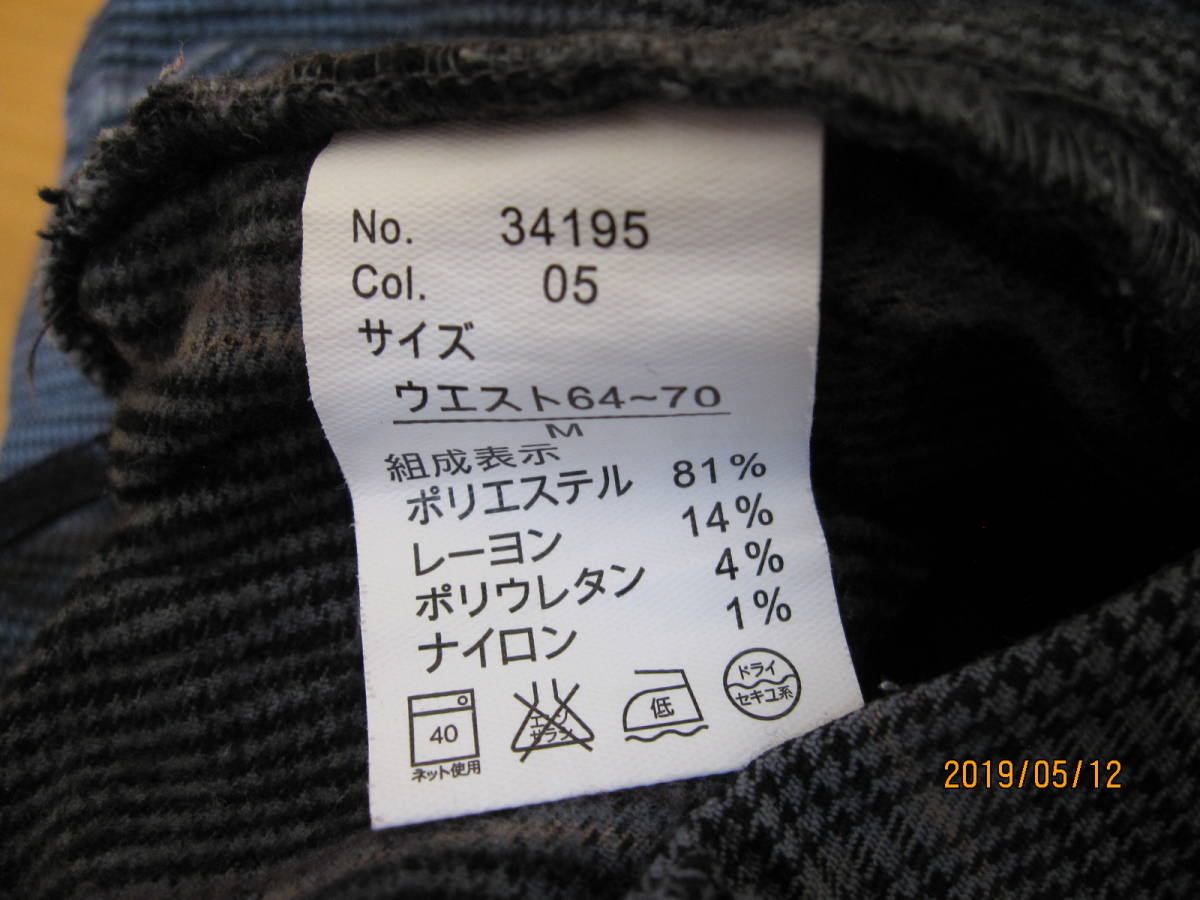 No. 34195
Col. 05
サイズ
ウエスト64~70
M
組成表示
ポリエステル 81%
レーヨン 14%
ポリウレタン 4%
ナイロン 1%
40
ネット使用
エンソ
サラシ
低
ドライ
セキユ系
2019/05/12